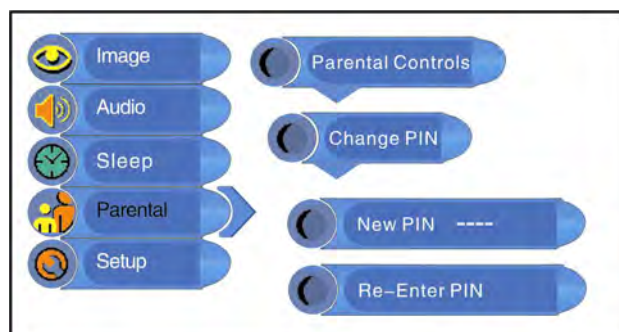 Image
Audio
Sleep
Parental
Setup
Parental Controls
Change PIN
New PIN ----
Re-Enter PIN